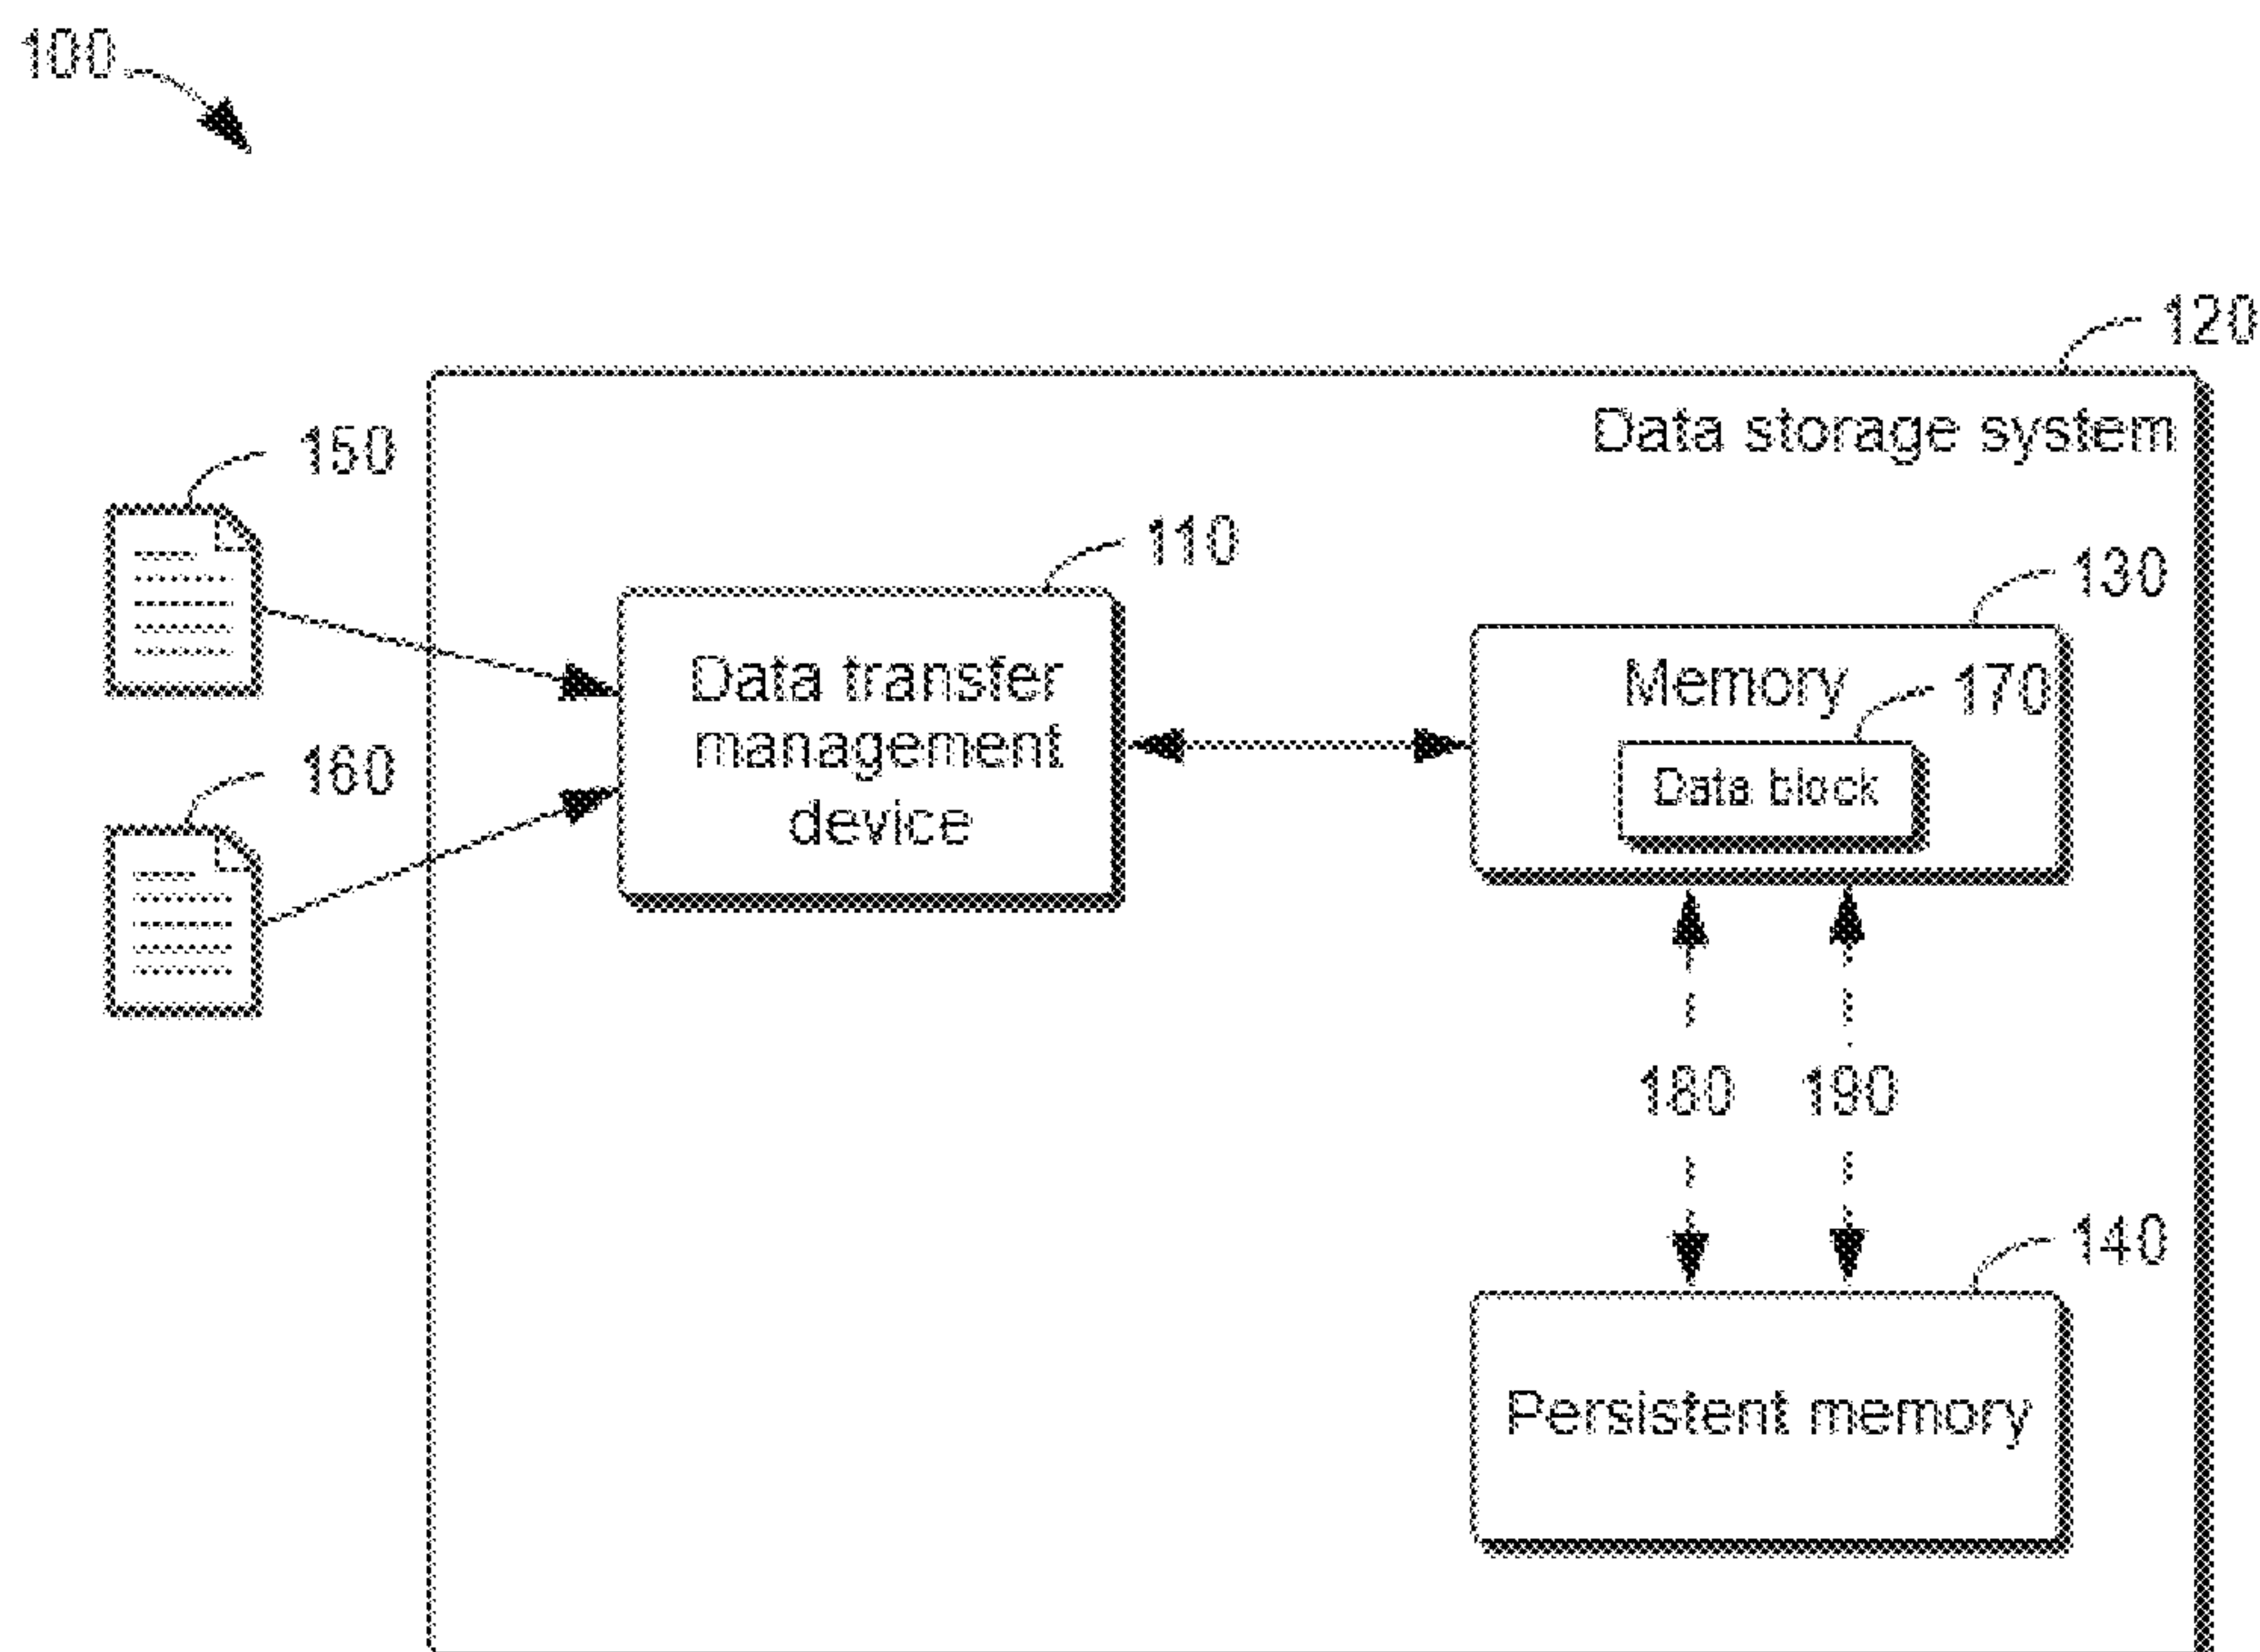 100
120
Data storage system
150
110
130
Data transfer
management
device
Memory
170
Data block
160
180
190
140
Persistent memory